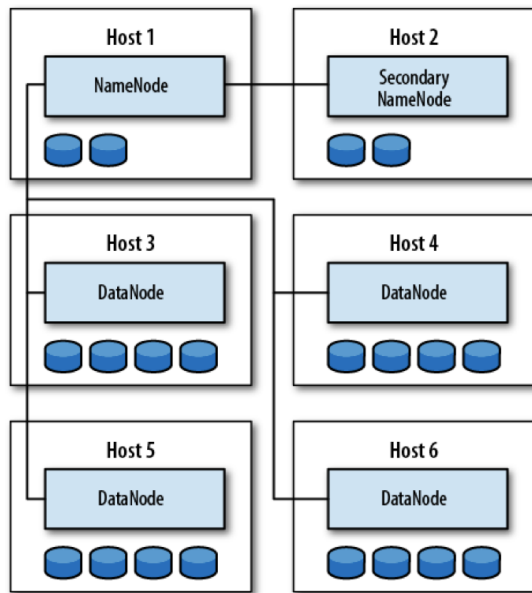 Host 1
NameNode
Host 2
Secondary
NameNode
Host 3
DataNode
Host 4
DataNode
Host 5
DataNode
Host 6
DataNode